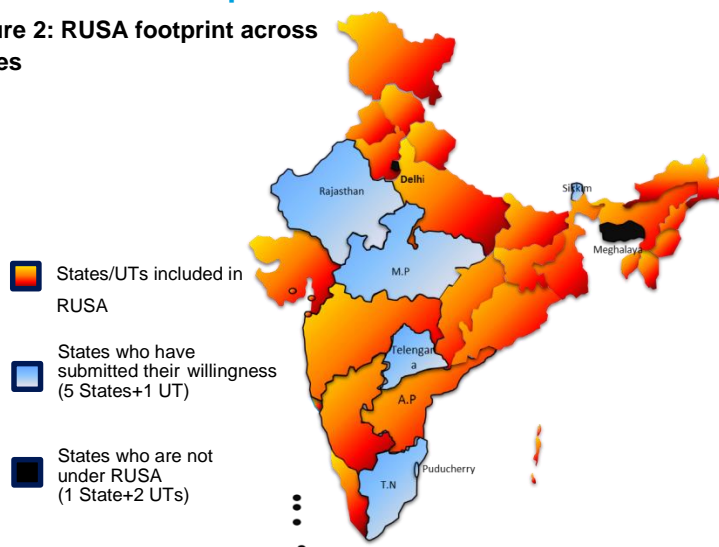 ure 2: RUSA footprint across
es
Delhi
Rajasthan
Sikkim
Meghalaya
M.P
States/UTs included in
RUSA
States who have
submitted their willingness
(5 States+1 UT)
Telengan
a
A.P
States who are not
under RUSA
(1 State+2 UTs)
Puducherry
T.N